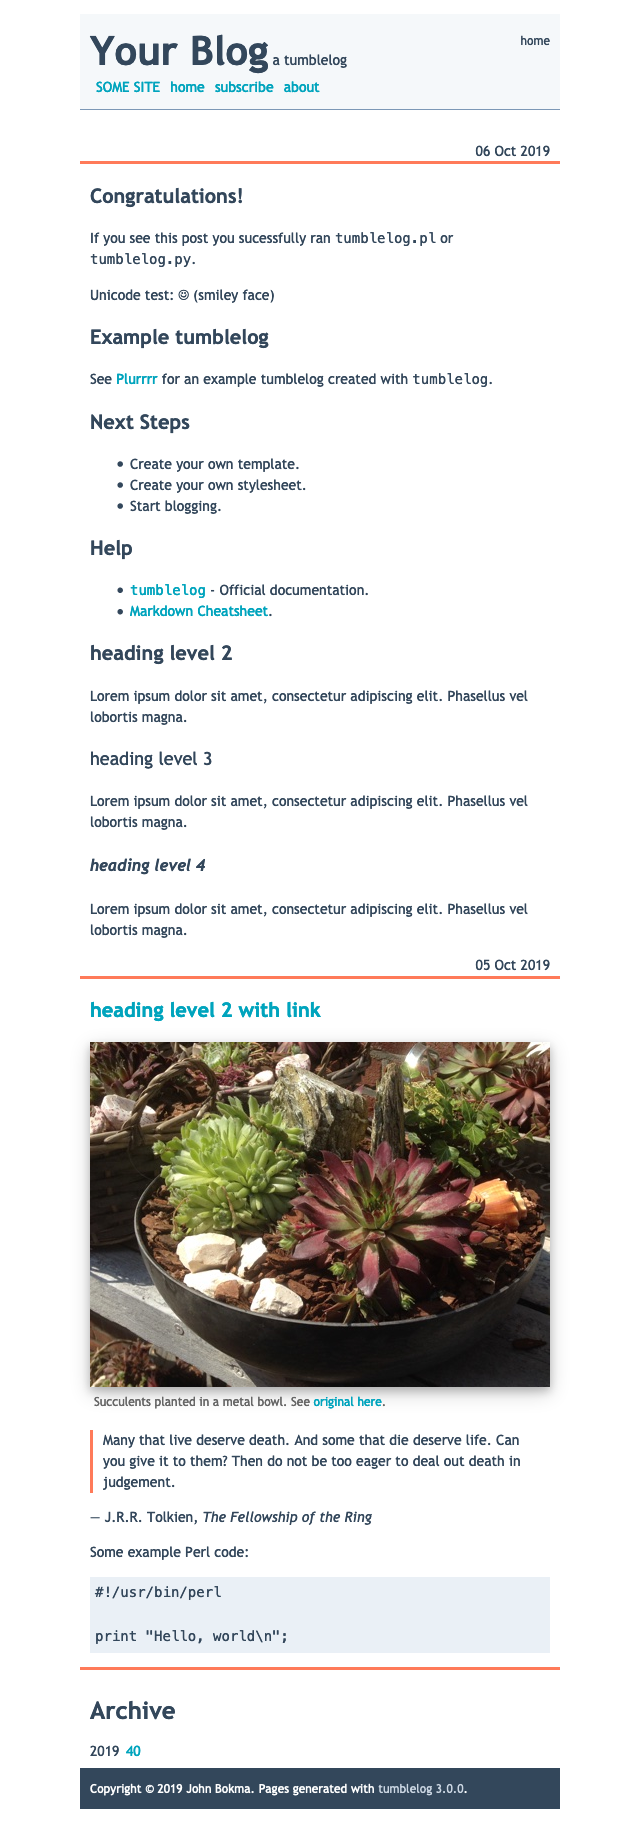 Your Blog a tumblelog
home
SOME SITE home subscribe about
06 Oct 2019
Congratulations!
If you see this post you sucessfully ran tumblelog.pl or
tumblelog.py.
Unicode test: ☺ (smiley face)
Example tumblelog
See Plurrrr for an example tumblelog created with tumblelog.
Next Steps
• Create your own template.
• Create your own stylesheet.
• Start blogging.
Help
• tumblelog - Official documentation.
• Markdown Cheatsheet.
heading level 2
Lorem ipsum dolor sit amet, consectetur adipiscing elit. Phasellus vel
lobortis magna.
heading level 3
Lorem ipsum dolor sit amet, consectetur adipiscing elit. Phasellus vel
lobortis magna.
heading level 4
Lorem ipsum dolor sit amet, consectetur adipiscing elit. Phasellus vel
lobortis magna.
05 Oct 2019
heading level 2 with link
Succulents planted in a metal bowl. See original here.
Many that live deserve death. And some that die deserve life. Can
you give it to them? Then do not be too eager to deal out death in
judgement.
— J.R.R. Tolkien, The Fellowship of the Ring
Some example Perl code:
#!/usr/bin/perl
print "Hello, world\n";
Archive
2019 40
Copyright © 2019 John Bokma. Pages generated with tumblelog 3.0.0.